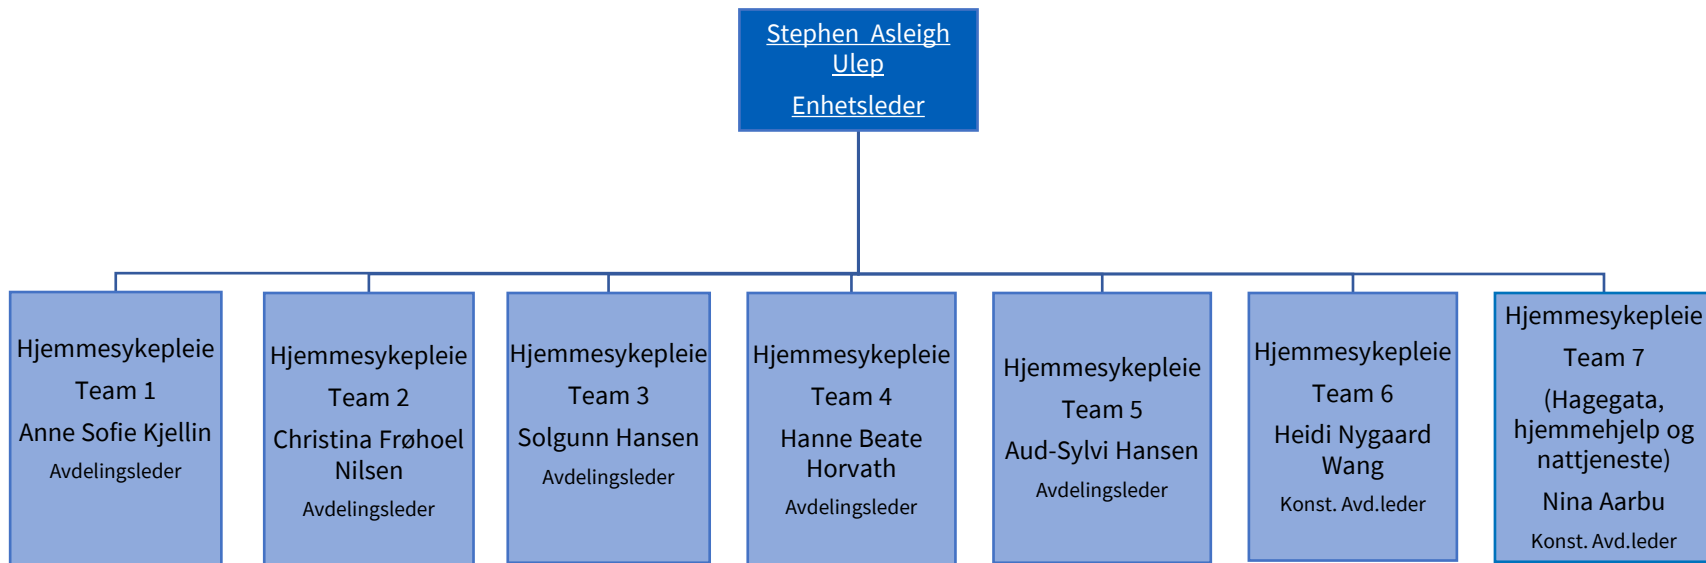 Stephen Asleigh
Ulep
Enhetsleder
Hjemmesykepleie
Team 1
Anne Sofie Kjellin
Avdelingsleder
Hjemmesykepleie
Team 2
Christina Frøhoel
Nilsen
Avdelingsleder
Hjemmesykepleie
Team 3
Solgunn Hansen
Avdelingsleder
Hjemmesykepleie
Team 4
Hanne Beate
Horvath
Avdelingsleder
Hjemmesykepleie
Team 5
Aud-Sylvi Hansen
Avdelingsleder
Hjemmesykepleie
Team 6
Heidi Nygaard
Wang
Konst. Avd.leder
Hjemmesykepleie
Team 7
(Hagegata,
hjemmehjelp og
nattjeneste)
Nina Aarbu
Konst. Avd.leder